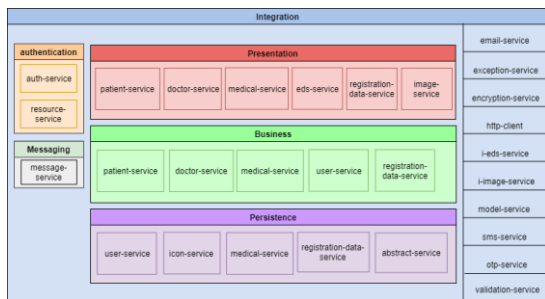 Integration
authentication
auth-service
resource-
service
Messaging
message-
service
Presentation
patient-service
doctor-service
medical-service
eds-service
registration-
data-service
image-
service
Business
patient-service
doctor-service
medical-service
user-service
registration-
data-service
Persistence
user-service
icon-service
medical-service
registration-data-
service
abstract-service
email-service
exception-service
encryption-service
http-client
i-eds-service
i-image-service
model-service
sms-service
otp-service
validation-service